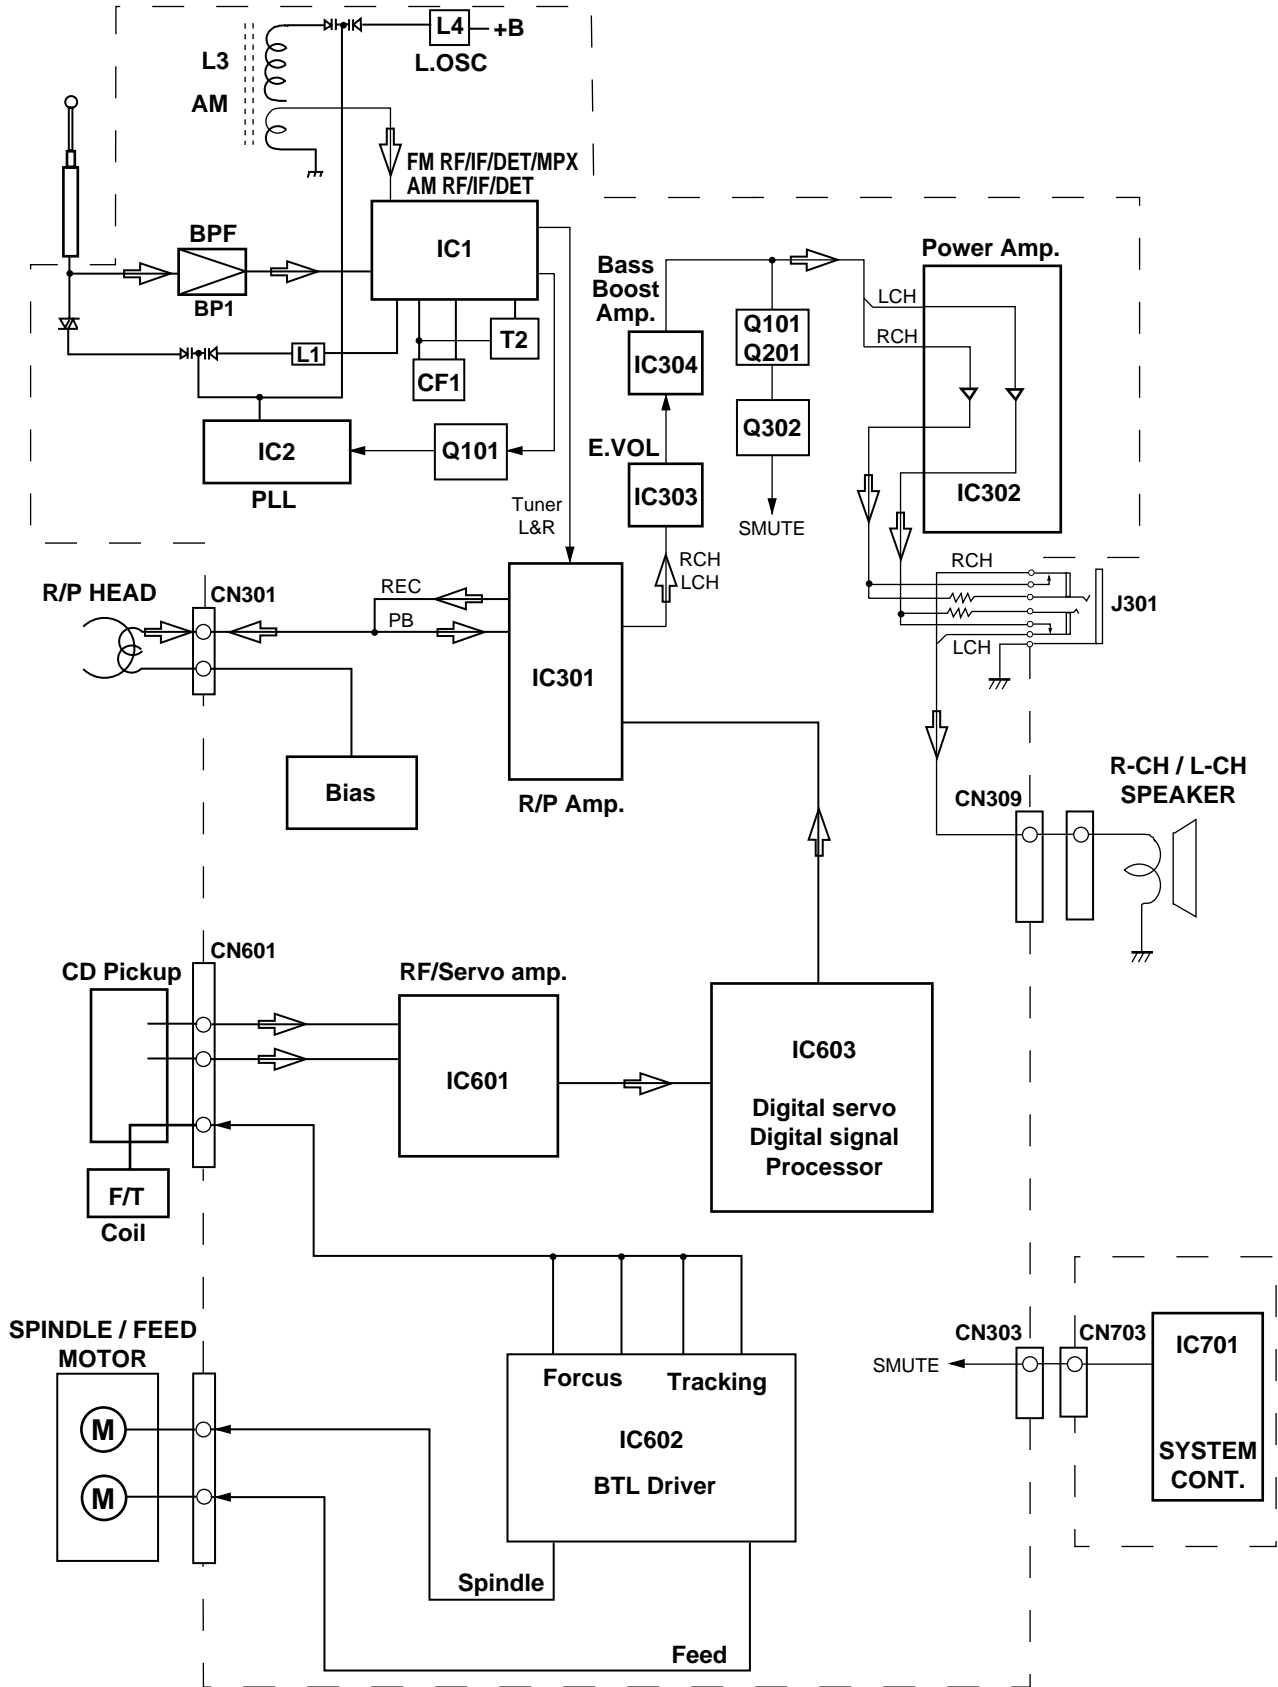 L4
+B
L.OSC
L3
AM
FM RF/IF/DET/MPX
AM RF/IF/DET
BPF
BP1
IC1
L1
T2
CF1
IC2
PLL
Q101
Tuner
L&R
Bass
Boost
Amp.
IC304
E.VOL
IC303
RCH
LCH
Q101
Q201
Q302
SMUTE
Power Amp.
LCH
RCH
IC302
RCH
LCH
J301
R/P HEAD
CN301
REC
PB
IC301
R/P Amp.
Bias
CN309
R-CH / L-CH
SPEAKER
CN601
CD Pickup
RF/Servo amp.
IC601
IC603
Digital servo
Digital signal
Processor
F/T
Coil
SPINDLE / FEED
MOTOR
M
M
Forcus
Tracking
IC602
BTL Driver
Spindle
Feed
SMUTE
CN303
CN703
IC701
SYSTEM
CONT.